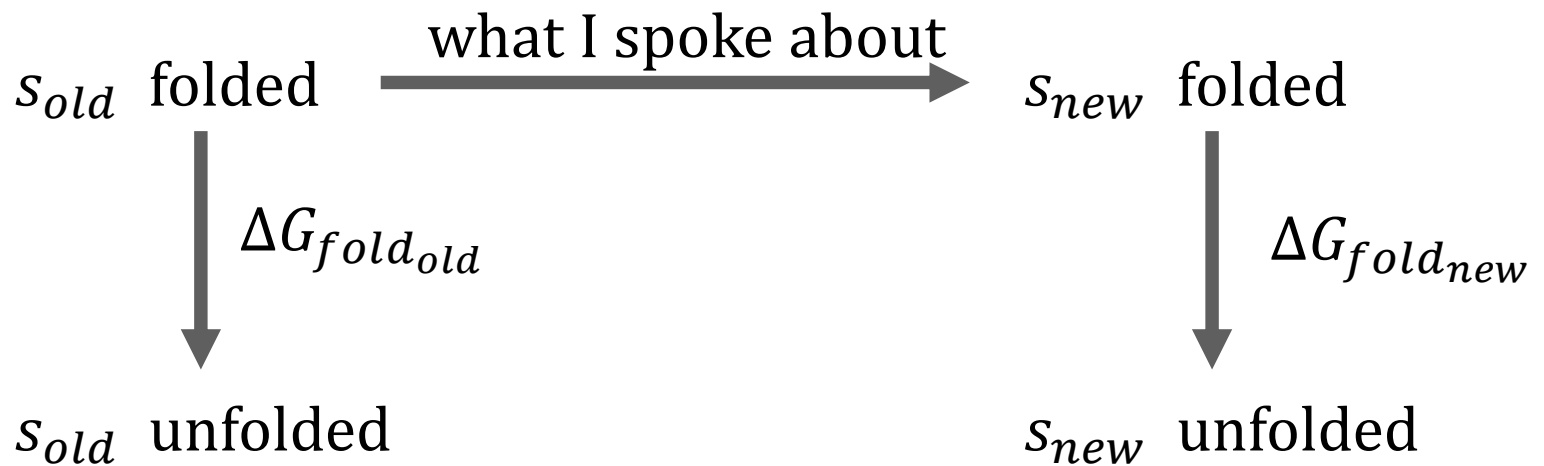 what I spoke about
s_old folded
s_new folded
ΔG_fold_old
ΔG_fold_new
s_old unfolded
s_new unfolded